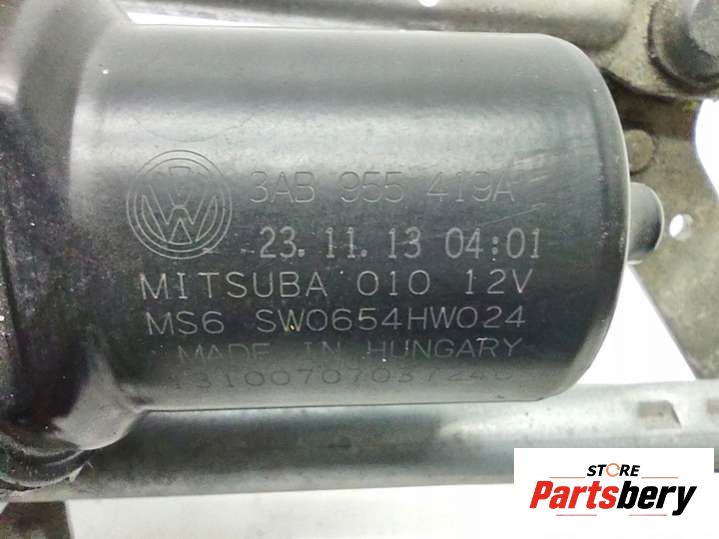 3AB 955 419A
23.11.13 04:01
MITSUBA 010 12V
MS6 SW0654HW024
MADE IN HUNGARY
STORE
Partsbery